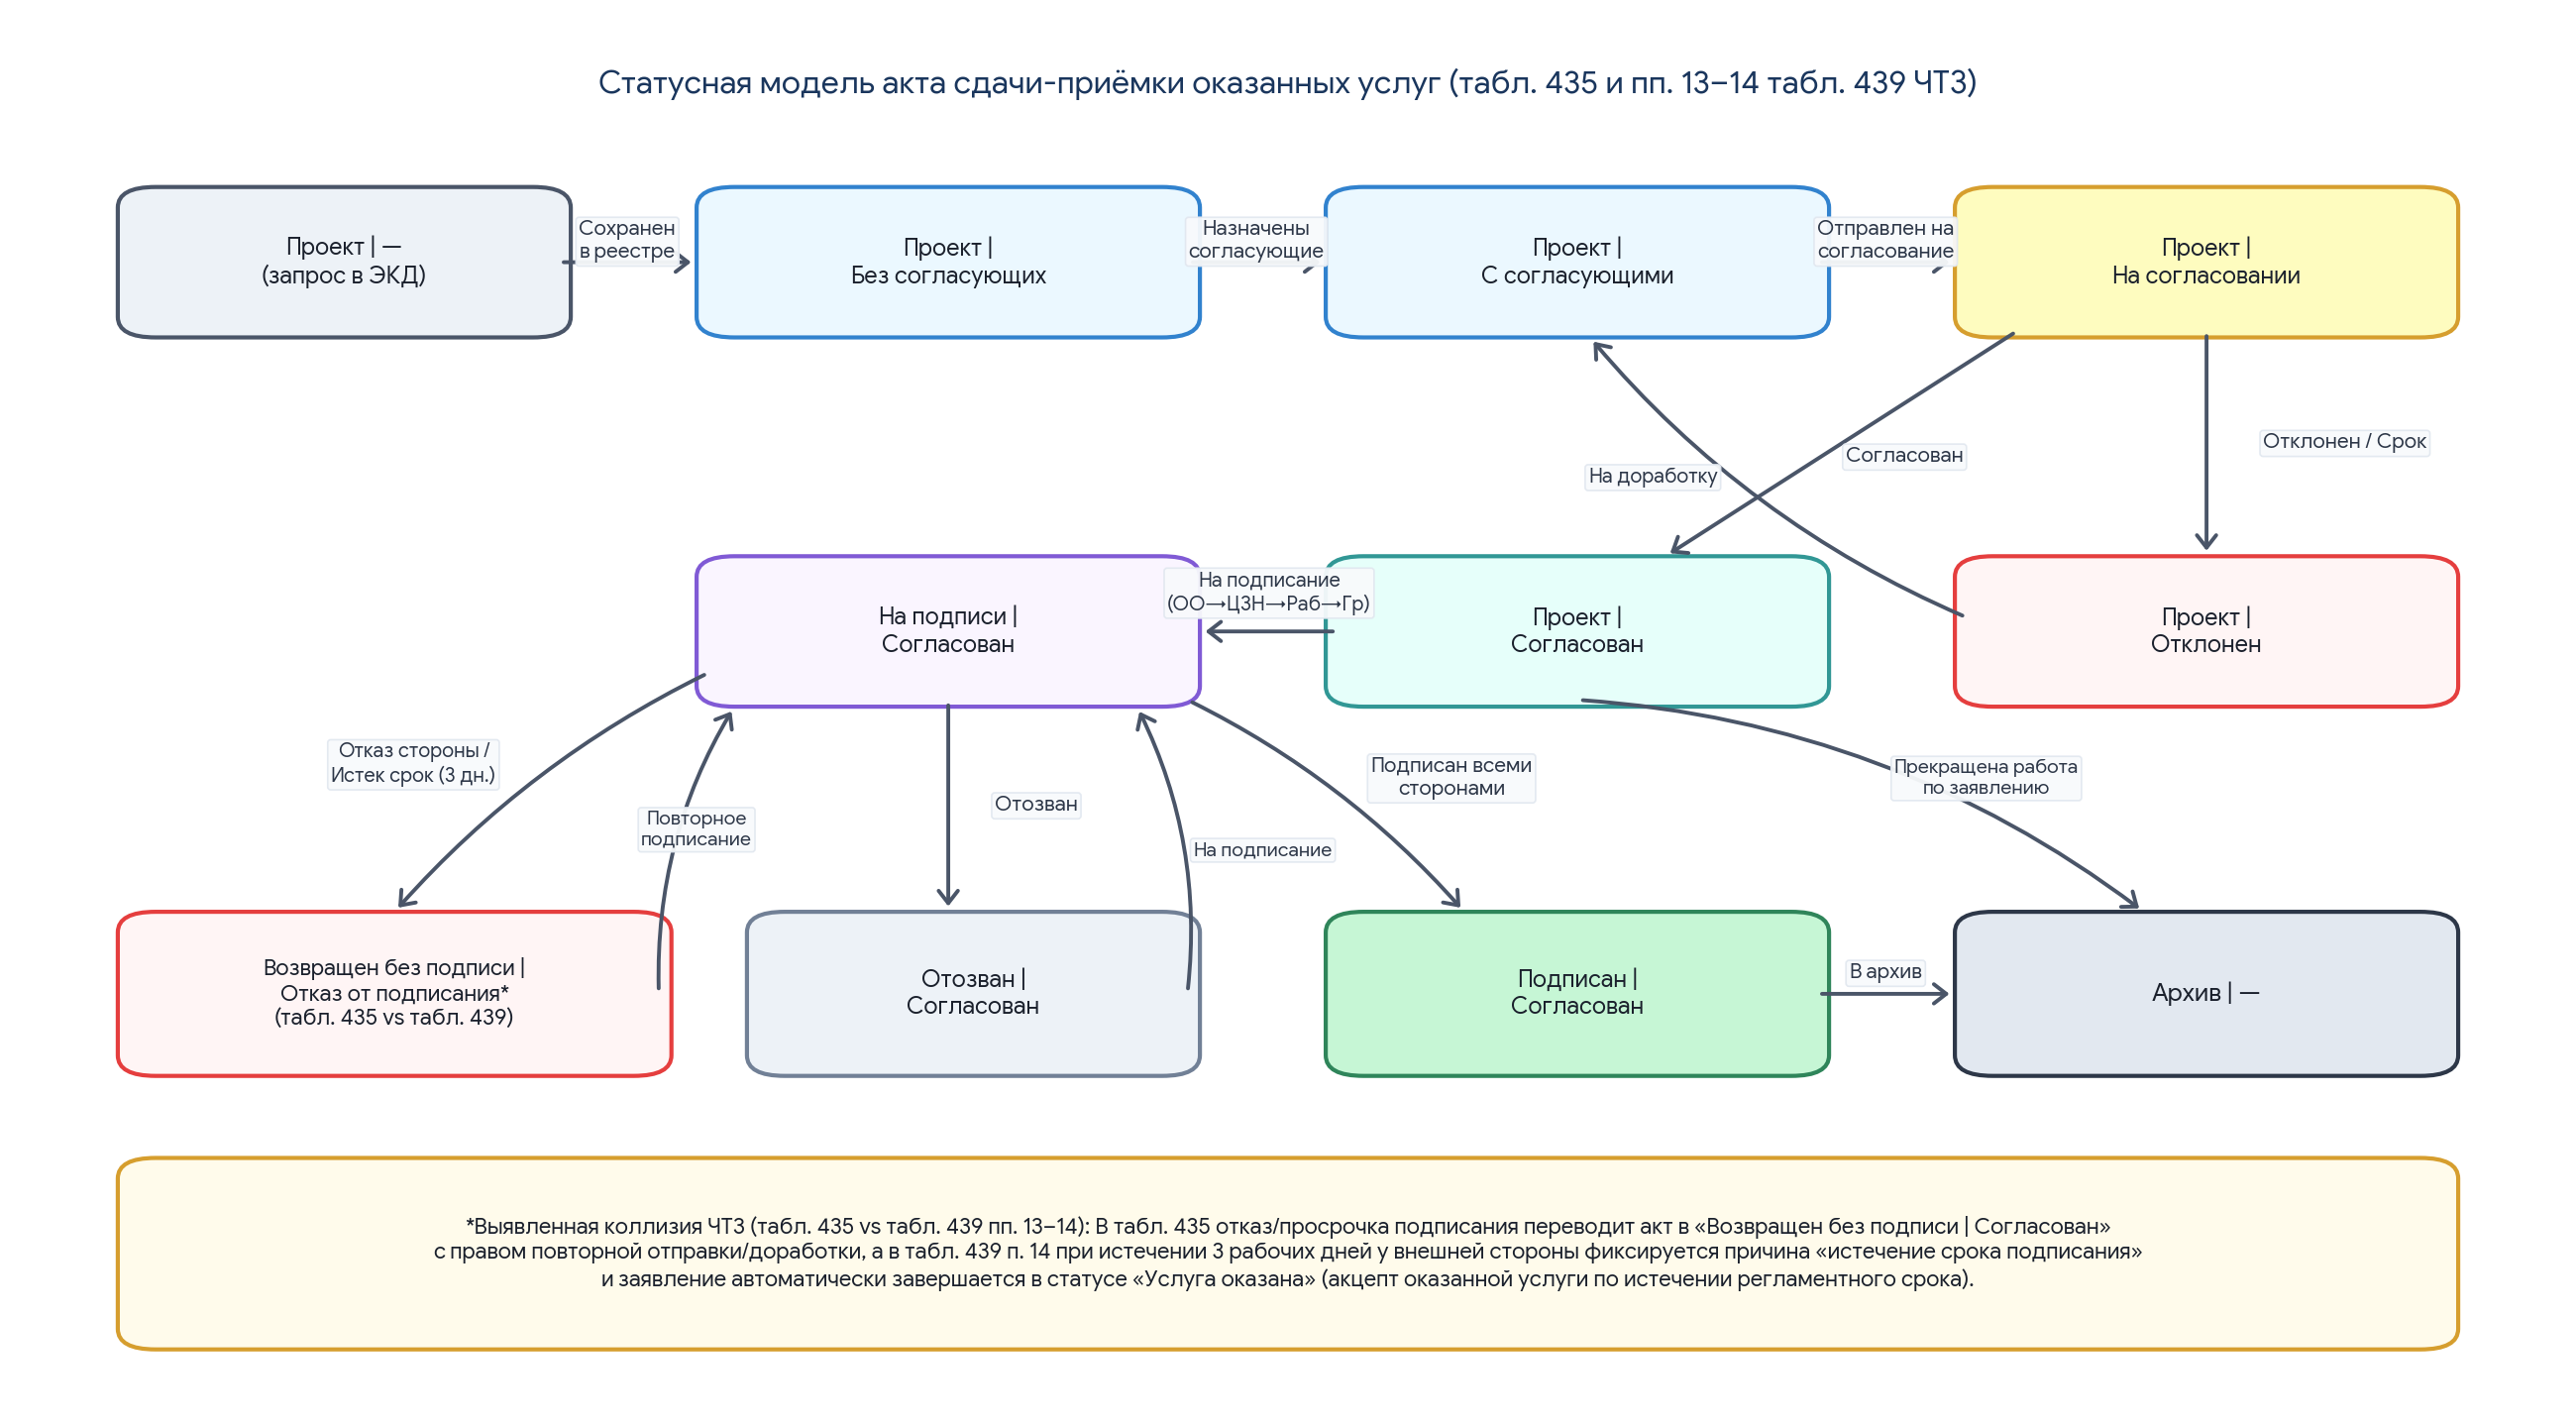 Статусная модель акта сдачи-приёмки оказанных услуг (табл. 435 и пп. 13–14 табл. 439 ЧТЗ)
Проект | —
(запрос в ЭКД)
Сохранен
в реестре
Проект |
Без согласующих
Назначены
согласующие
Проект |
С согласующими
Отправлен на
согласование
Проект |
На согласовании
На доработку
Согласован
Отклонен / Срок
На подписи |
Согласован
На подписание
(ОО→ЦЗН→Раб→Гр)
Проект |
Согласован
Проект |
Отклонен
Отказ стороны /
Истек срок (3 дн.)
Повторное
подписание
Отозван
На подписание
Подписан всеми
сторонами
Прекращена работа
по заявлению
Возвращен без подписи |
Отказ от подписания*
(табл. 435 vs табл. 439)
Отозван |
Согласован
Подписан |
Согласован
В архив
Архив | —
*Выявленная коллизия ЧТЗ (табл. 435 vs табл. 439 пп. 13–14): В табл. 435 отказ/просрочка подписания переводит акт в «Возвращен без подписи | Согласован»
с правом повторной отправки/доработки, а в табл. 439 п. 14 при истечении 3 рабочих дней у внешней стороны фиксируется причина «истечение срока подписания»
и заявление автоматически завершается в статусе «Услуга оказана» (акцепт оказанной услуги по истечении регламентного срока).